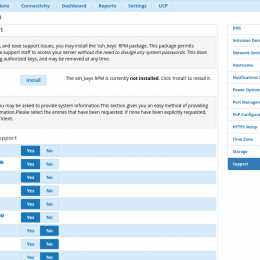 ions Connectivity Dashboard Reports Settings UCP
, and ease support issues, you may install the 'ssh_keys' RPM package. This package permits
a support staff to access your server without the need to divulge any system passwords. This does
ng authorized keys, and may be removed at any time.
Install
The ssh_keys RPM is currently not installed. Click 'Install' to install it.
ou may be asked to provide system information.This section gives you an easy method of providing
rmation.Please select the entries that have been requested. If none have been explicitly requested,
ficient.
upport
Yes No
Yes No
Yes No
Yes No
Yes No
Yes No
Yes No
Yes No
Yes No
DNS
Intrusion Dete
Network Setti
Hostname
Notifications
Power Option
Port Managem
PnP Configura
HTTPS Setup
Time Zone
Storage
Support